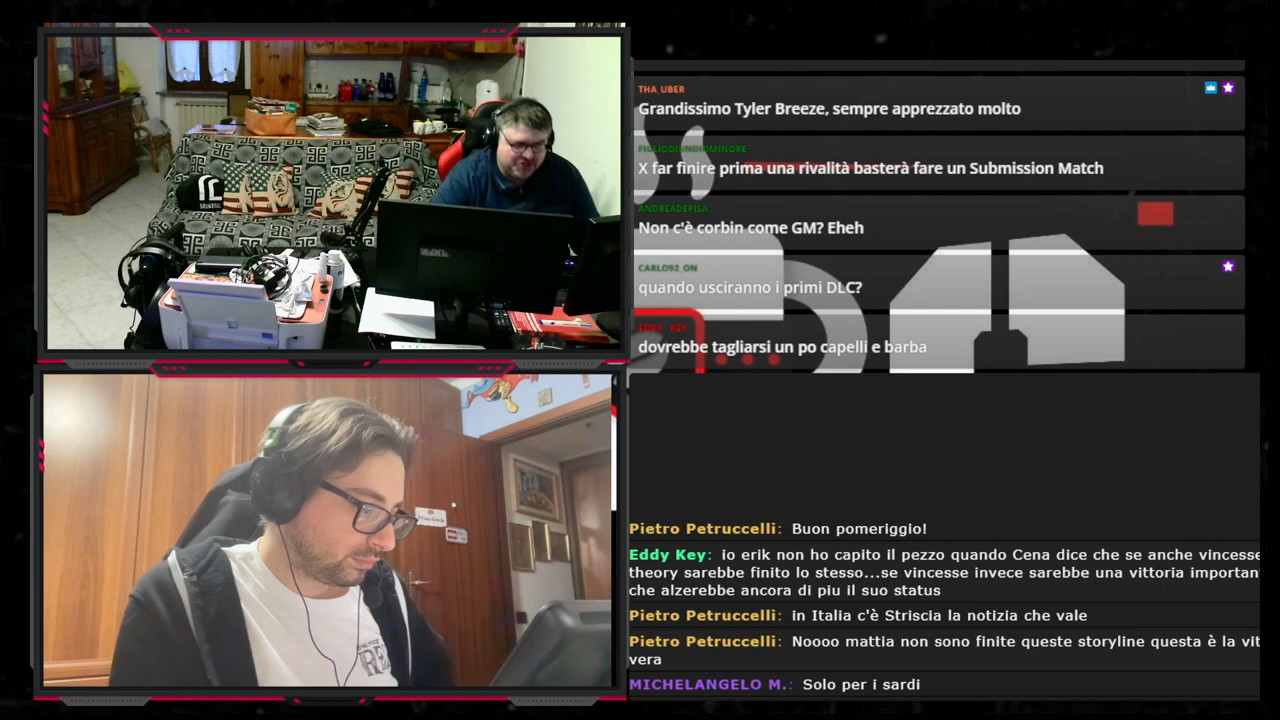 THA UBER
Grandissimo Tyler Breeze, sempre apprezzato molto
FIGLIODIUNDIOMINORE
X far finire prima una rivalità basterà fare un Submission Match
ANDREADEPISA
Non c'è corbin come GM? Eheh
CARLO92_ON
quando usciranno i primi DLC?
EDDY KEY
dovrebbe tagliarsi un po capelli e barba
Pietro Petruccelli: Buon pomeriggio!
Eddy Key: io erik non ho capito il pezzo quando Cena dice che se anche vincesse
theory sarebbe finito lo stesso...se vincesse invece sarebbe una vittoria importan
che alzerebbe ancora di piu il suo status
Pietro Petruccelli: in Italia c'è Striscia la notizia che vale
Pietro Petruccelli: Noooo mattia non sono finite queste storyline questa è la vit
vera
MICHELANGELO M.: Solo per i sardi